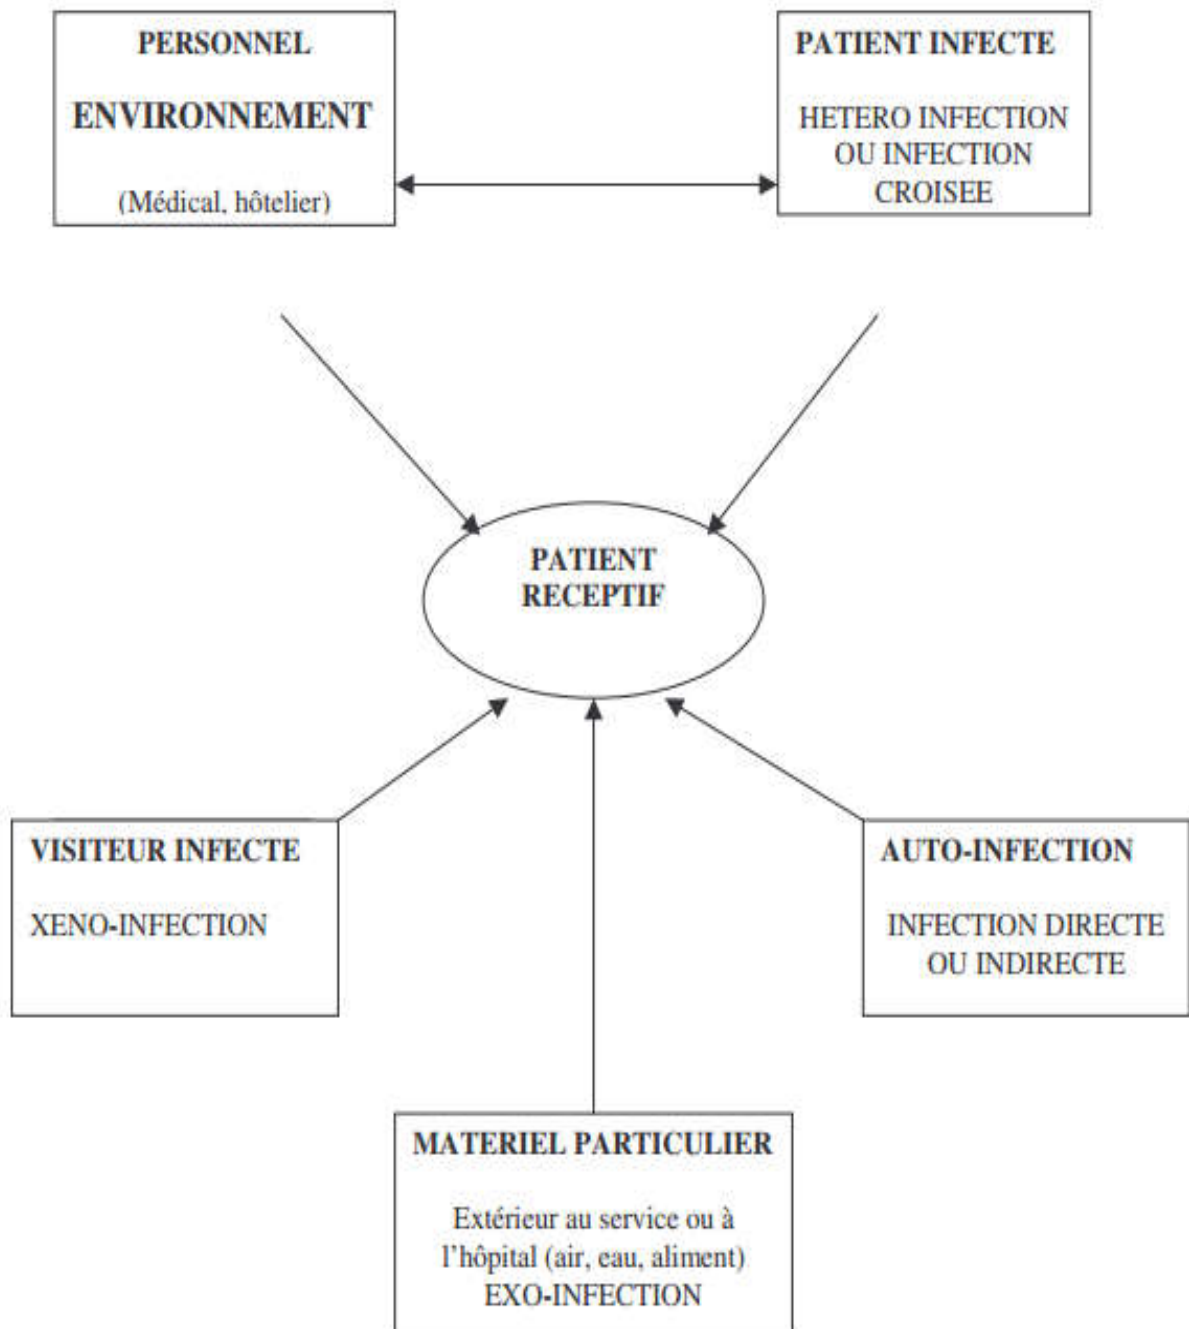 PERSONNEL
ENVIRONNEMENT
(Médical, hôtelier)
PATIENT INFECTE
HETERO INFECTION
OU INFECTION
CROISEE
PATIENT
RECEPTIF
VISITEUR INFECTE
XENO-INFECTION
AUTO-INFECTION
INFECTION DIRECTE
OU INDIRECTE
MATERIEL PARTICULIER
Extérieur au service ou à
l'hôpital (air, eau, aliment)
EXO-INFECTION